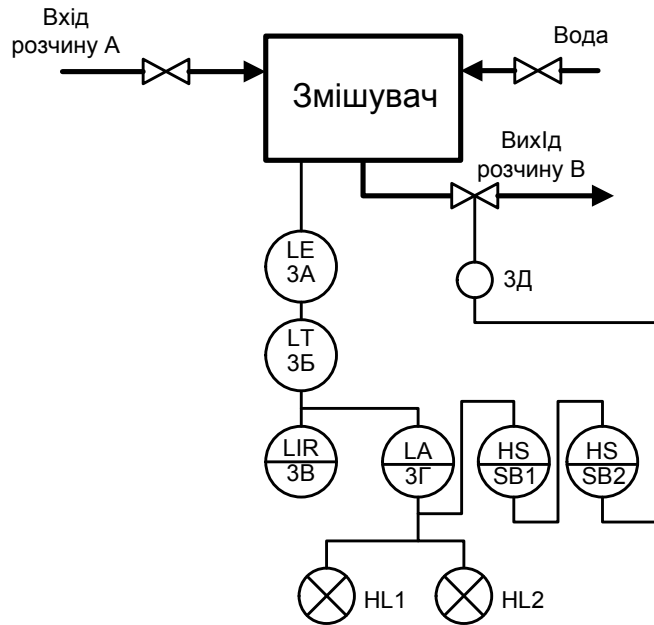 Вхід
розчину А
Змішувач
Вода
ВихІд
розчину В
LE
3А
3Д
LT
3Б
LIR
3В
LA
3Г
HS
SB1
HS
SB2
HL1
HL2